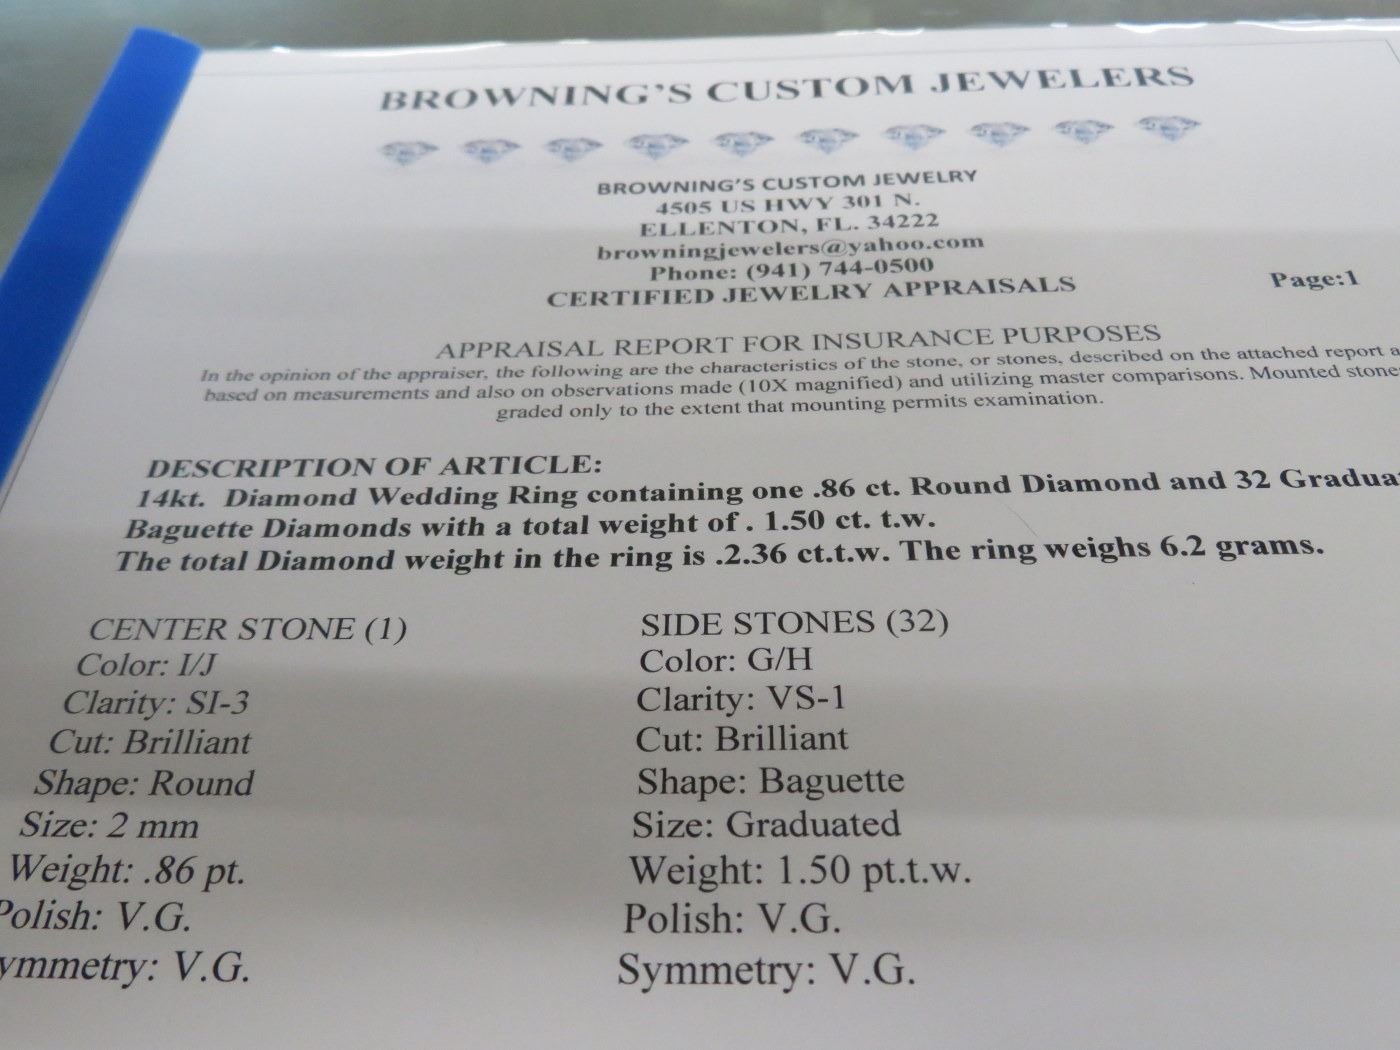 BROWNING'S CUSTOM JEWELERS
BROWNING'S CUSTOM JEWELRY
4505 US HWY 301 N.
ELLENTON, FL. 34222
browningjewelers@yahoo.com
Phone: (941) 744-0500
CERTIFIED JEWELRY APPRAISALS
Page:1
APPRAISAL REPORT FOR INSURANCE PURPOSES
In the opinion of the appraiser, the following are the characteristics of the stone, or stones, described on the attached report a
based on measurements and also on observations made (10X magnified) and utilizing master comparisons. Mounted stone
graded only to the extent that mounting permits examination.
DESCRIPTION OF ARTICLE:
14kt. Diamond Wedding Ring containing one .86 ct. Round Diamond and 32 Gradua
Baguette Diamonds with a total weight of . 1.50 ct. t.w.
The total Diamond weight in the ring is .2.36 ct.t.w. The ring weighs 6.2 grams.
CENTER STONE (1)
Color: I/J
Clarity: SI-3
Cut: Brilliant
Shape: Round
Size: 2 mm
Weight: .86 pt.
Polish: V.G.
ymmetry: V.G.
SIDE STONES (32)
Color: G/H
Clarity: VS-1
Cut: Brilliant
Shape: Baguette
Size: Graduated
Weight: 1.50 pt.t.w.
Polish: V.G.
Symmetry: V.G.